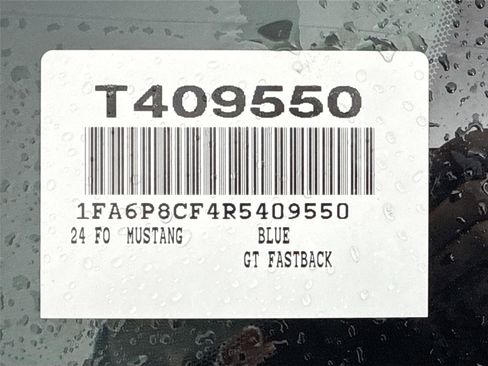 T409550
1FA6P8CF4R5409550
24 FO MUSTANG BLUE
GT FASTBACK